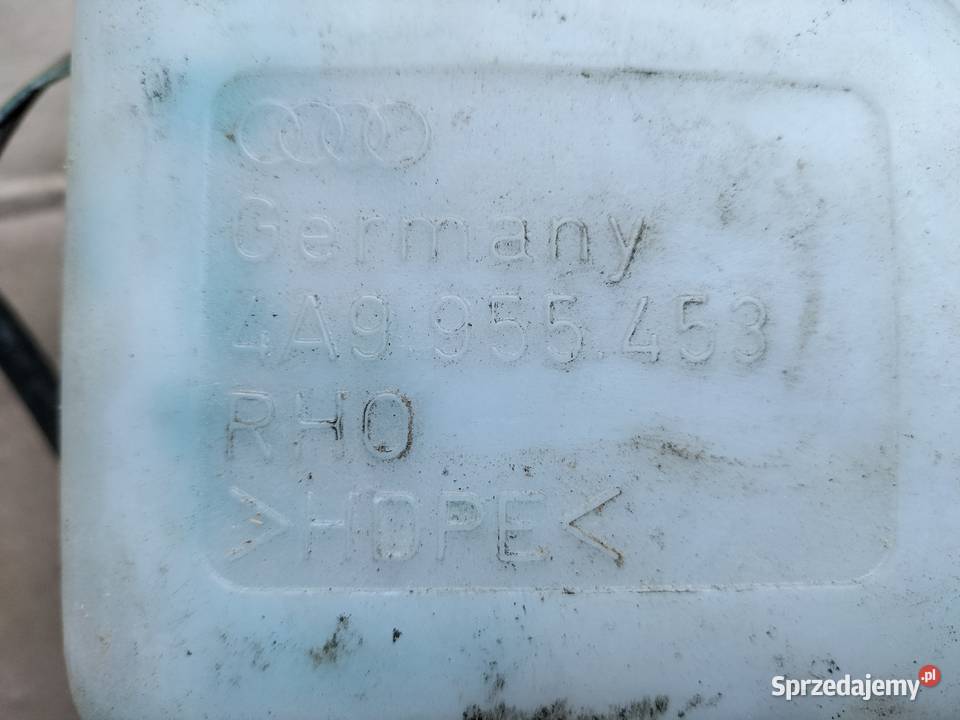 Germany
4A9.955.453
RHO
>HDPE<
Sprzedajemy.pl